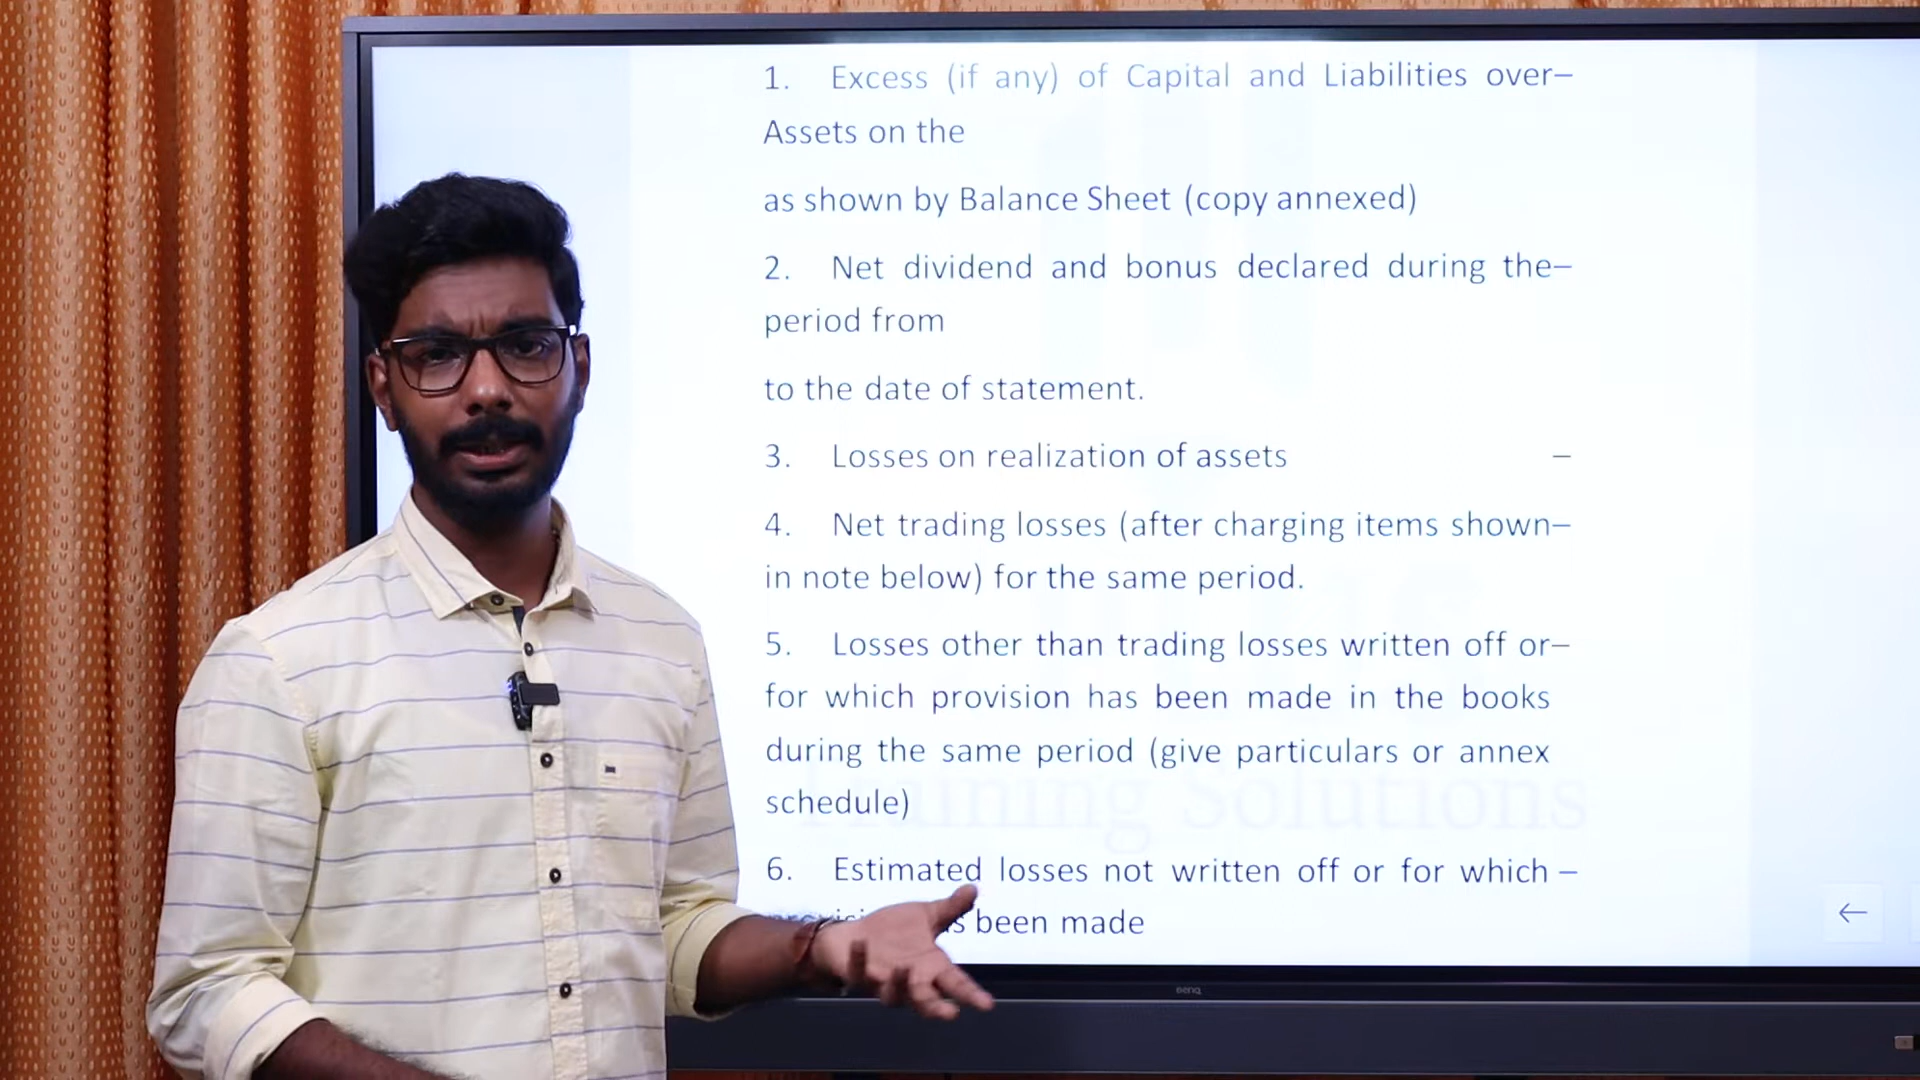 1. Excess (if any) of Capital and Liabilities over–
Assets on the
as shown by Balance Sheet (copy annexed)
2. Net dividend and bonus declared during the–
period from
to the date of statement.
3. Losses on realization of assets –
4. Net trading losses (after charging items shown–
in note below) for the same period.
5. Losses other than trading losses written off or–
for which provision has been made in the books
during the same period (give particulars or annex
schedule)
Training Solutions
6. Estimated losses not written off or for which –
been made
BenQ